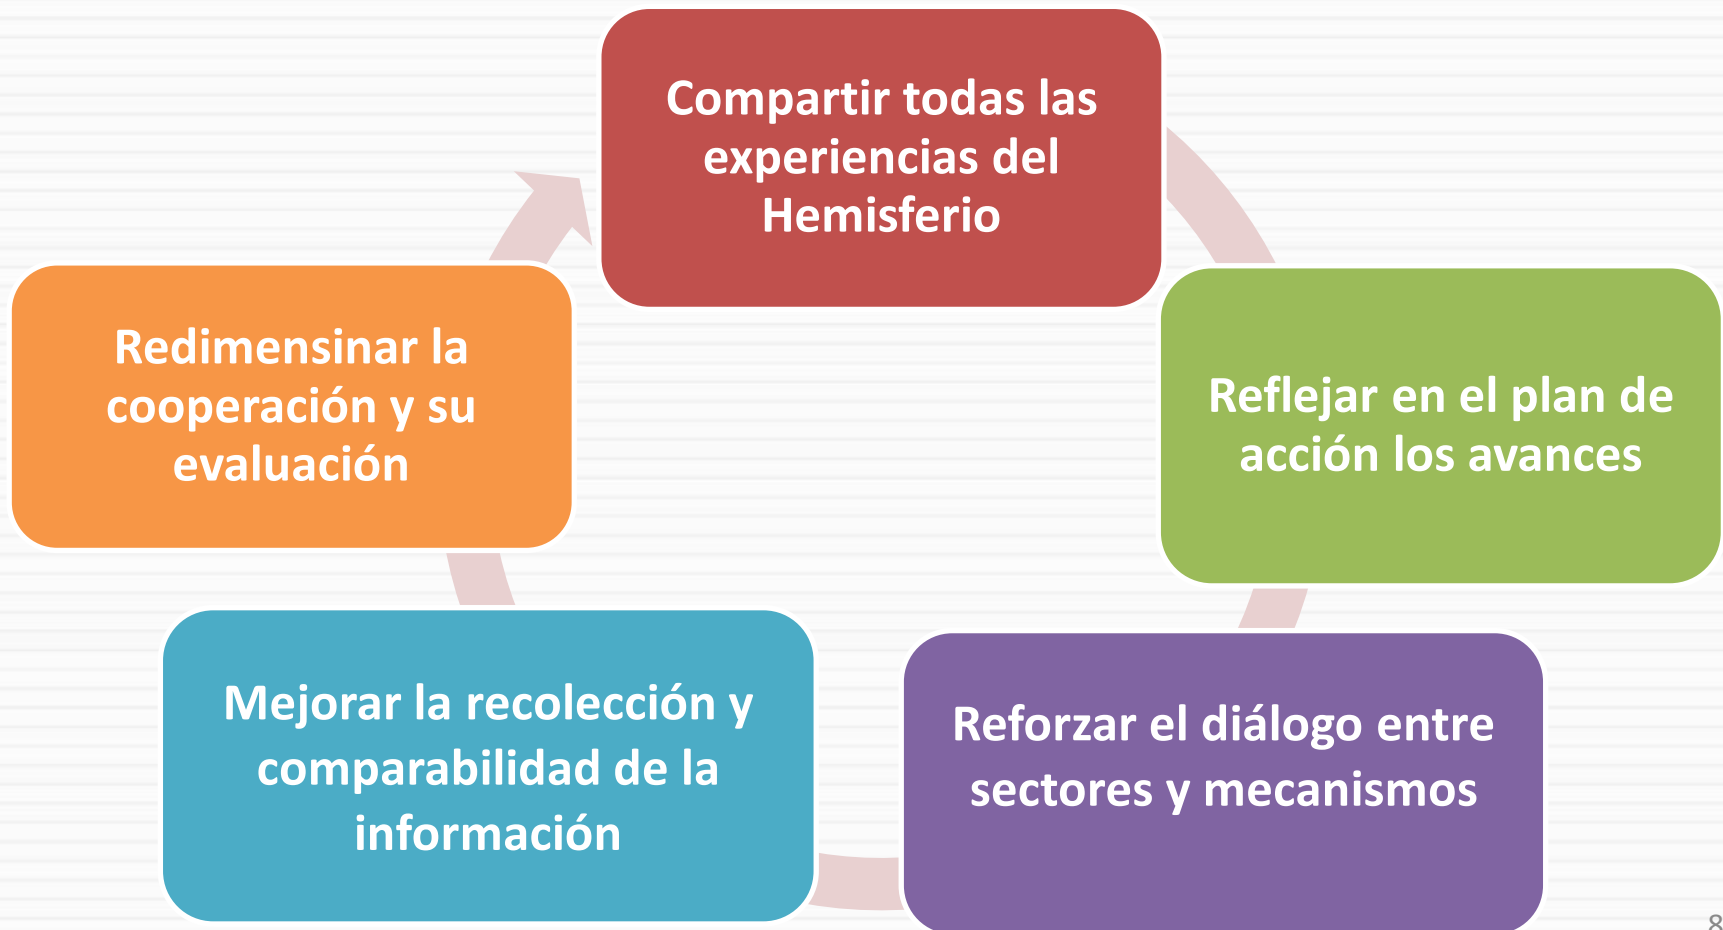 Compartir todas las
experiencias del
Hemisferio
Reflejar en el plan de
acción los avances
Reforzar el diálogo entre
sectores y mecanismos
Mejorar la recolección y
comparabilidad de la
información
Redimensinar la
cooperación y su
evaluación
8